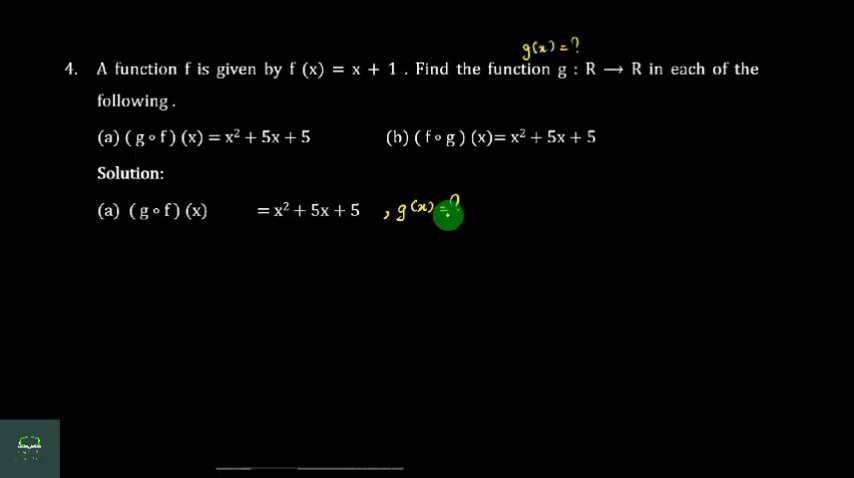 g(x) = ?
4. A function f is given by f (x) = x + 1 . Find the function g : R → R in each of the
following .
(a) ( g ∘ f ) (x) = x² + 5x + 5 (b) ( f ∘ g ) (x)= x² + 5x + 5
Solution:
(a) ( g ∘ f ) (x) = x² + 5x + 5 , g(x) = ?